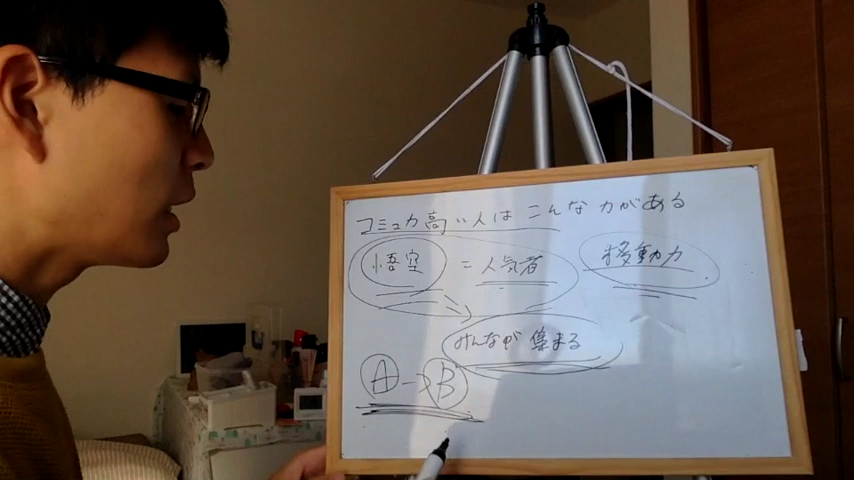 コミュ力高い人はこんな力がある
悟空 = 人気者 移動力
みんなが集まる
A → B